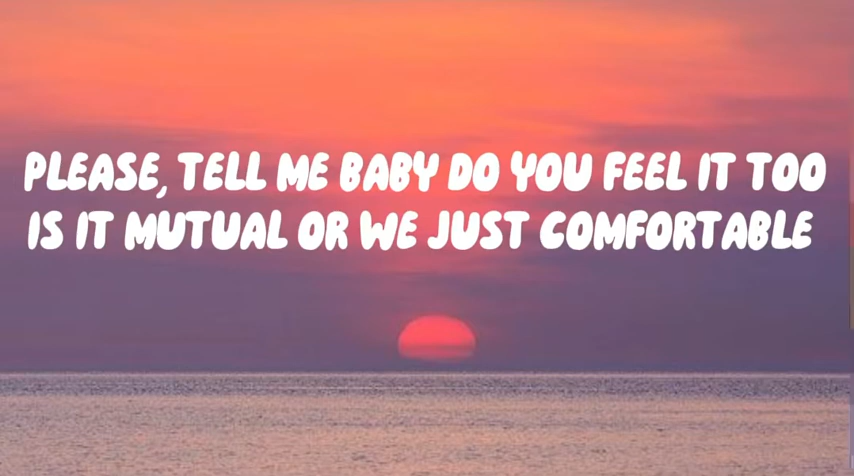 PLEASE, TELL ME BABY DO YOU FEEL IT TOO
IS IT MUTUAL OR WE JUST COMFORTABLE